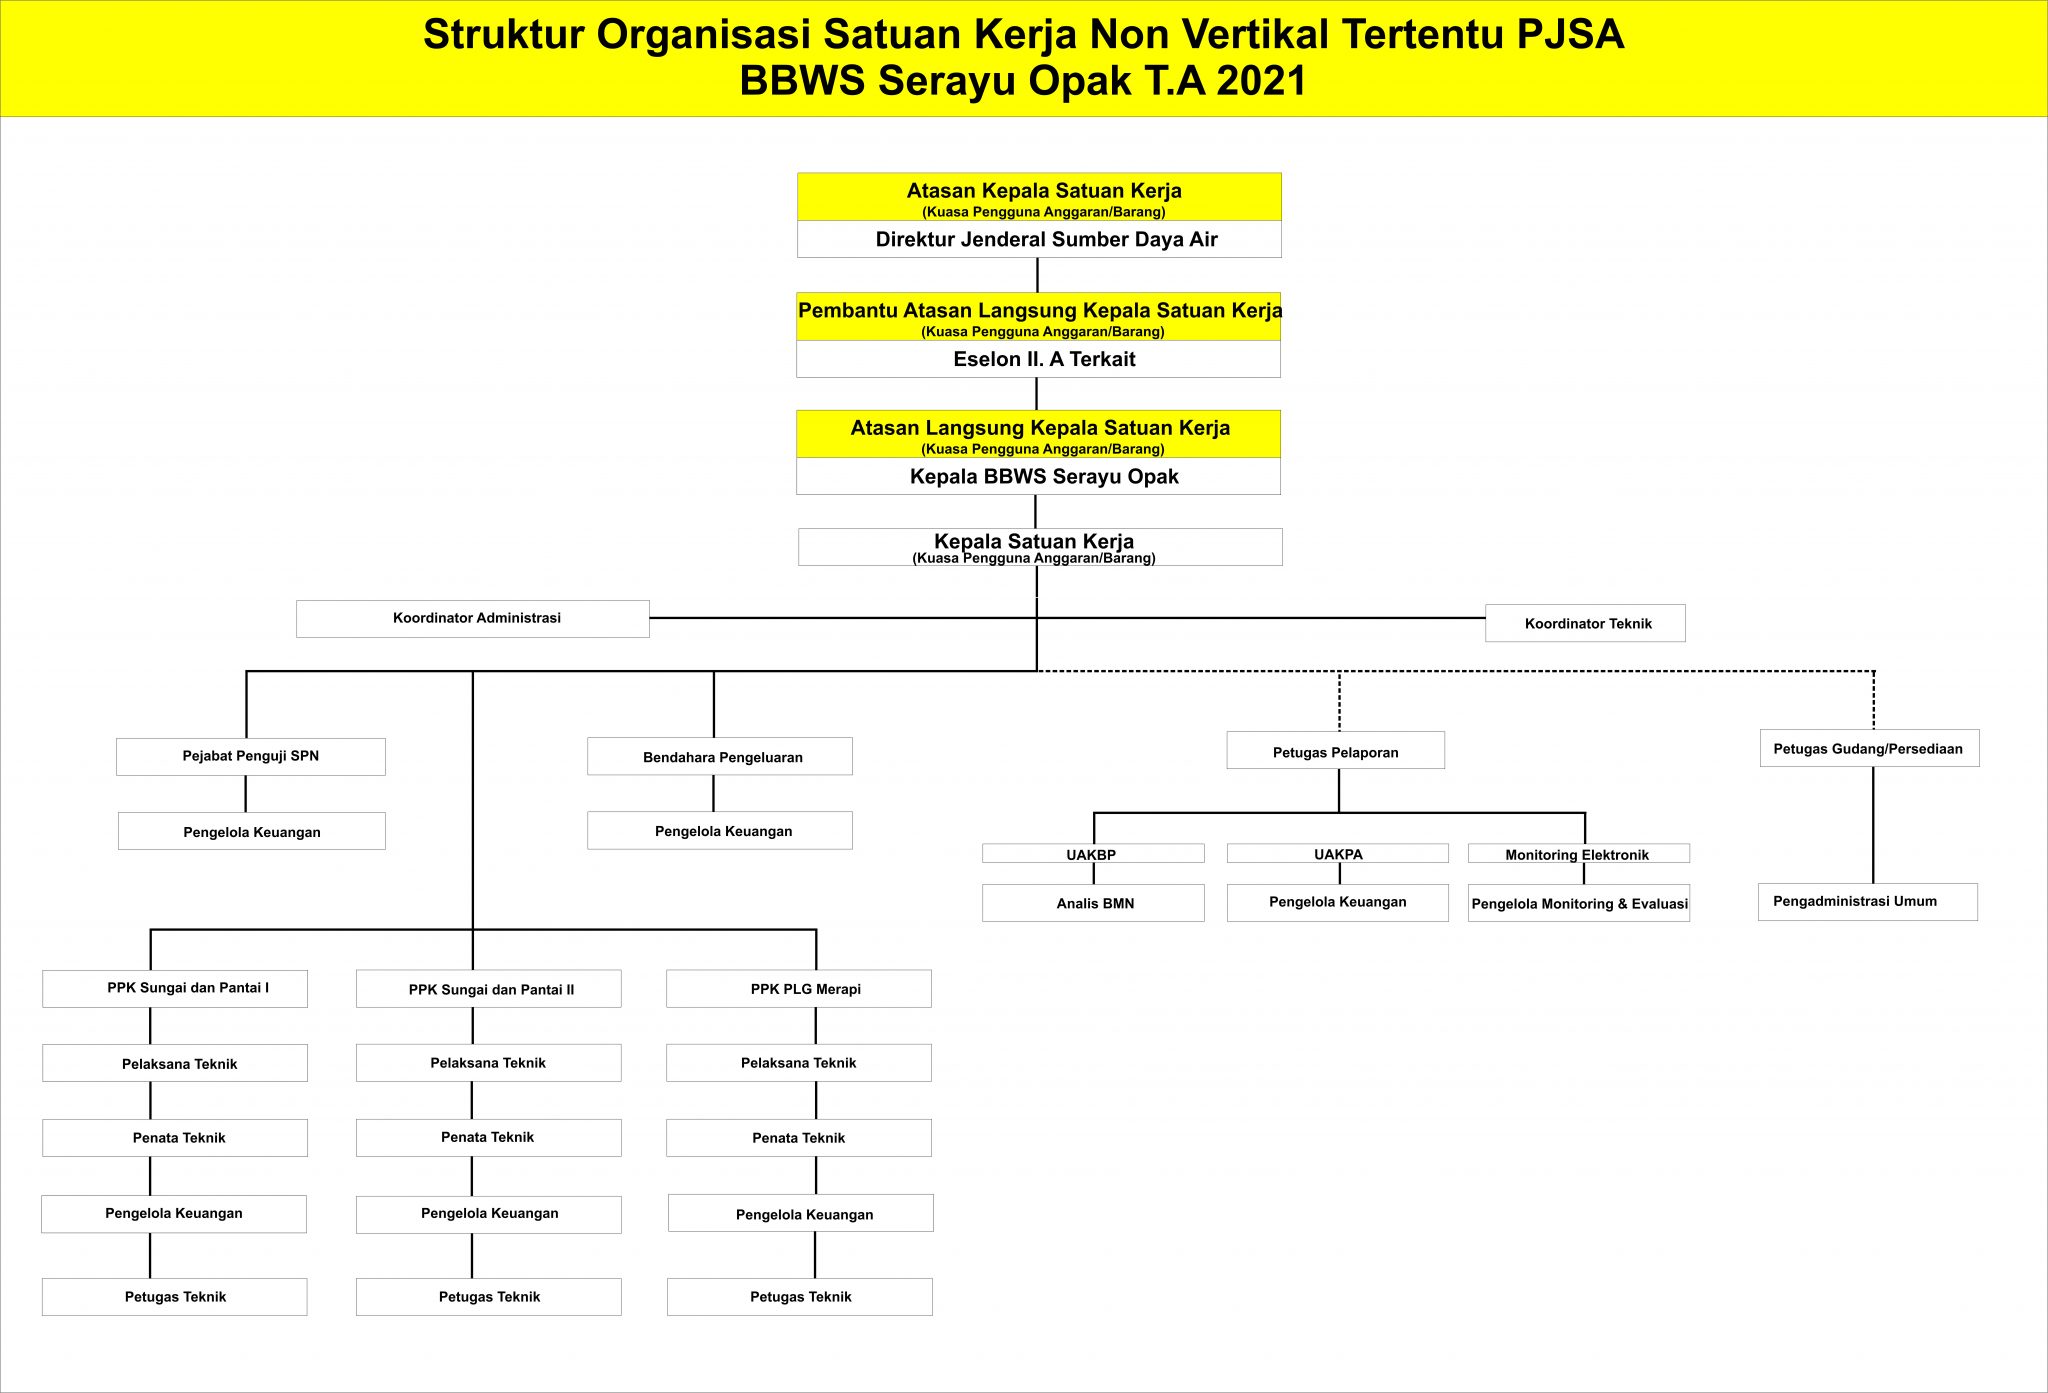 Struktur Organisasi Satuan Kerja Non Vertikal Tertentu PJSA
BBWS Serayu Opak T.A 2021
Atasan Kepala Satuan Kerja
(Kuasa Pengguna Anggaran/Barang)
Direktur Jenderal Sumber Daya Air
Pembantu Atasan Langsung Kepala Satuan Kerja
(Kuasa Pengguna Anggaran/Barang)
Eselon II. A Terkait
Atasan Langsung Kepala Satuan Kerja
(Kuasa Pengguna Anggaran/Barang)
Kepala BBWS Serayu Opak
Kepala Satuan Kerja
(Kuasa Pengguna Anggaran/Barang)
Koordinator Administrasi
Koordinator Teknik
Pejabat Penguji SPN
Bendahara Pengeluaran
Petugas Pelaporan
Petugas Gudang/Persediaan
Pengelola Keuangan
Pengelola Keuangan
UAKBP
UAKPA
Monitoring Elektronik
Analis BMN
Pengelola Keuangan
Pengelola Monitoring & Evaluasi
Pengadministrasi Umum
PPK Sungai dan Pantai I
PPK Sungai dan Pantai II
PPK PLG Merapi
Pelaksana Teknik
Pelaksana Teknik
Pelaksana Teknik
Penata Teknik
Penata Teknik
Penata Teknik
Pengelola Keuangan
Pengelola Keuangan
Pengelola Keuangan
Petugas Teknik
Petugas Teknik
Petugas Teknik